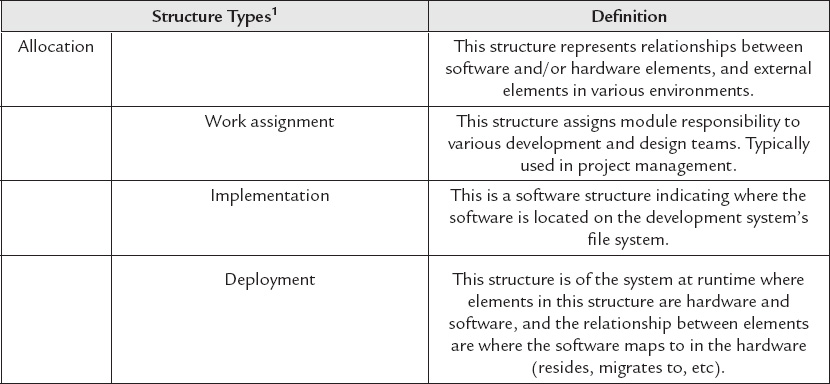 Structure Types1 Definition
Allocation This structure represents relationships between
software and/or hardware elements, and external
elements in various environments.
Work assignment This structure assigns module responsibility to
various development and design teams. Typically
used in project management.
Implementation This is a software structure indicating where the
software is located on the development system’s
file system.
Deployment This structure is of the system at runtime where
elements in this structure are hardware and
software, and the relationship between elements
are where the software maps to in the hardware
(resides, migrates to, etc).